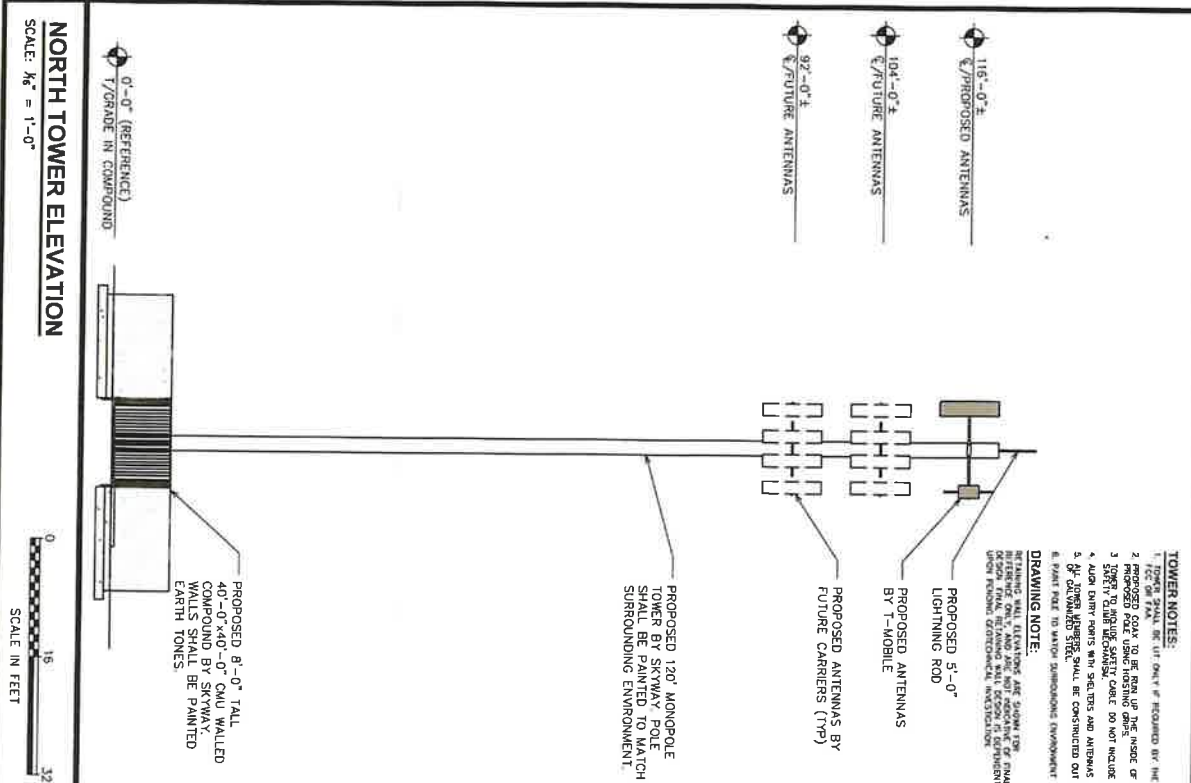 TOWER NOTES:
1. TOWER SHALL BE LIT ONLY IF REQUIRED BY THE
FCC OR FAA.
2. PROPOSED COAX TO BE RUN UP THE INSIDE OF
PROPOSED POLE USING HOISTING GRIPS.
3 TOWER TO INCLUDE SAFETY CABLE DO NOT INCLUDE
SAFETY CLIMB MECHANISM.
4. ALIGN ENTRY PORTS WITH SHELTERS AND ANTENNAS
5. ALL TOWER MEMBERS SHALL BE CONSTRUCTED OUT
OF GALVANIZED STEEL.
6. PAINT POLE TO MATCH SURROUNDING ENVIRONMENT
DRAWING NOTE:
RETAINING WALL ELEVATIONS ARE SHOWN FOR
REFERENCE ONLY, AND ARE NOT INDICATIVE OF FINAL
DESIGN FINAL RETAINING WALL DESIGN IS DEPENDENT
UPON PENDING GEOTECHNICAL INVESTIGATION.
116'-0"±
℄/PROPOSED ANTENNAS
104'-0"±
℄/FUTURE ANTENNAS
92'-0"±
℄/FUTURE ANTENNAS
0'-0" (REFERENCE)
T/GRADE IN COMPOUND
PROPOSED 5'-0"
LIGHTNING ROD
PROPOSED ANTENNAS
BY T-MOBILE
PROPOSED ANTENNAS BY
FUTURE CARRIERS (TYP)
PROPOSED 120' MONOPOLE
TOWER BY SKYWAY. POLE
SHALL BE PAINTED TO MATCH
SURROUNDING ENVIRONMENT.
PROPOSED 8'-0" TALL
40'-0"x40'-0" CMU WALLED
COMPOUND BY SKYWAY.
WALLS SHALL BE PAINTED
EARTH TONES.
NORTH TOWER ELEVATION
SCALE: 1/16" = 1'-0"
0 16 32
SCALE IN FEET